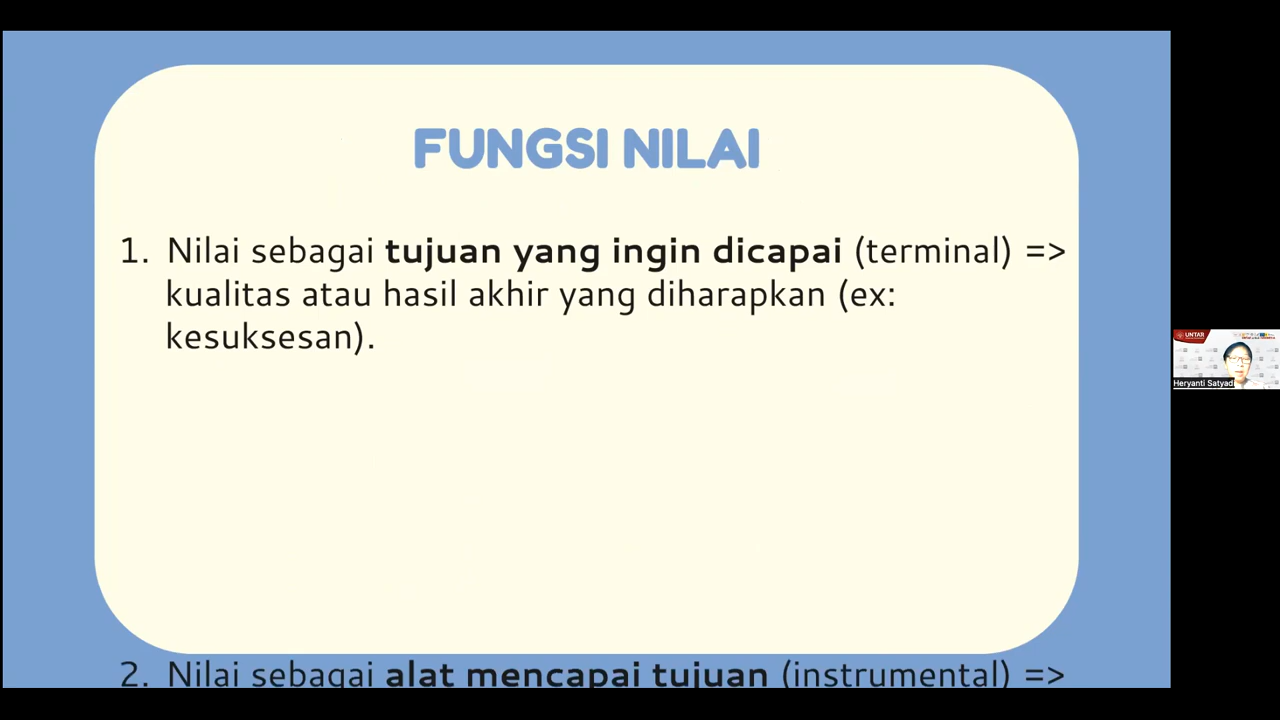 FUNGSI NILAI
1. Nilai sebagai tujuan yang ingin dicapai (terminal) =>
kualitas atau hasil akhir yang diharapkan (ex:
kesuksesan).
UNTAR
Heryanti Satyad
2. Nilai sebagai alat mencapai tujuan (instrumental) =>